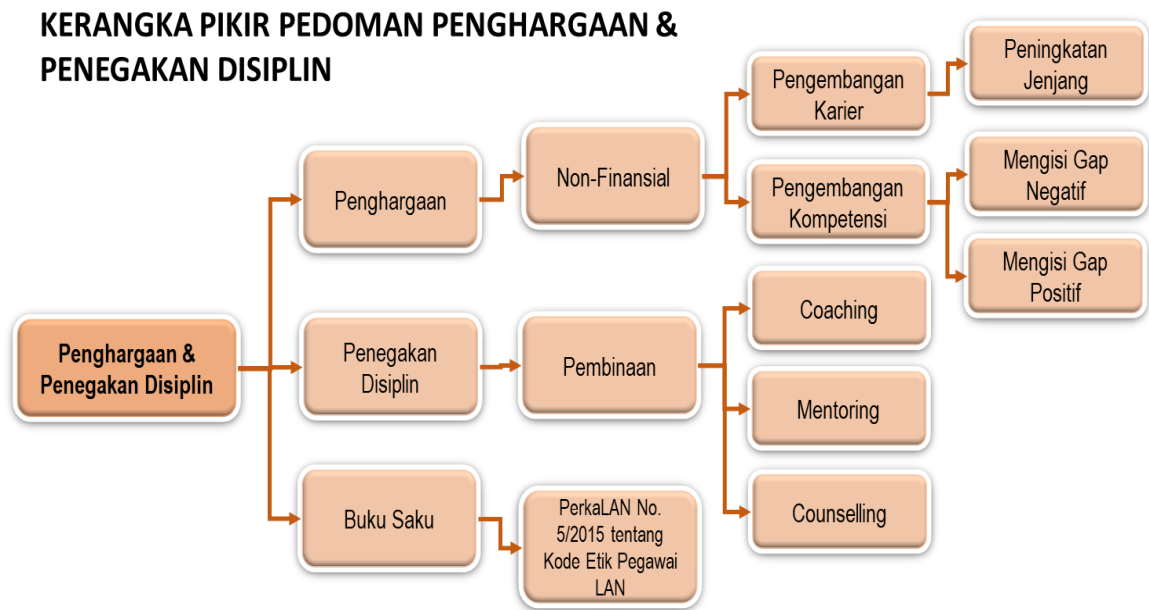 KERANGKA PIKIR PEDOMAN PENGHARGAAN &
PENEGAKAN DISIPLIN
Penghargaan &
Penegakan Disiplin
Penghargaan
Non-Finansial
Pengembangan
Karier
Peningkatan
Jenjang
Pengembangan
Kompetensi
Mengisi Gap
Negatif
Mengisi Gap
Positif
Penegakan
Disiplin
Pembinaan
Coaching
Mentoring
Counselling
Buku Saku
PerkaLAN No.
5/2015 tentang
Kode Etik Pegawai
LAN